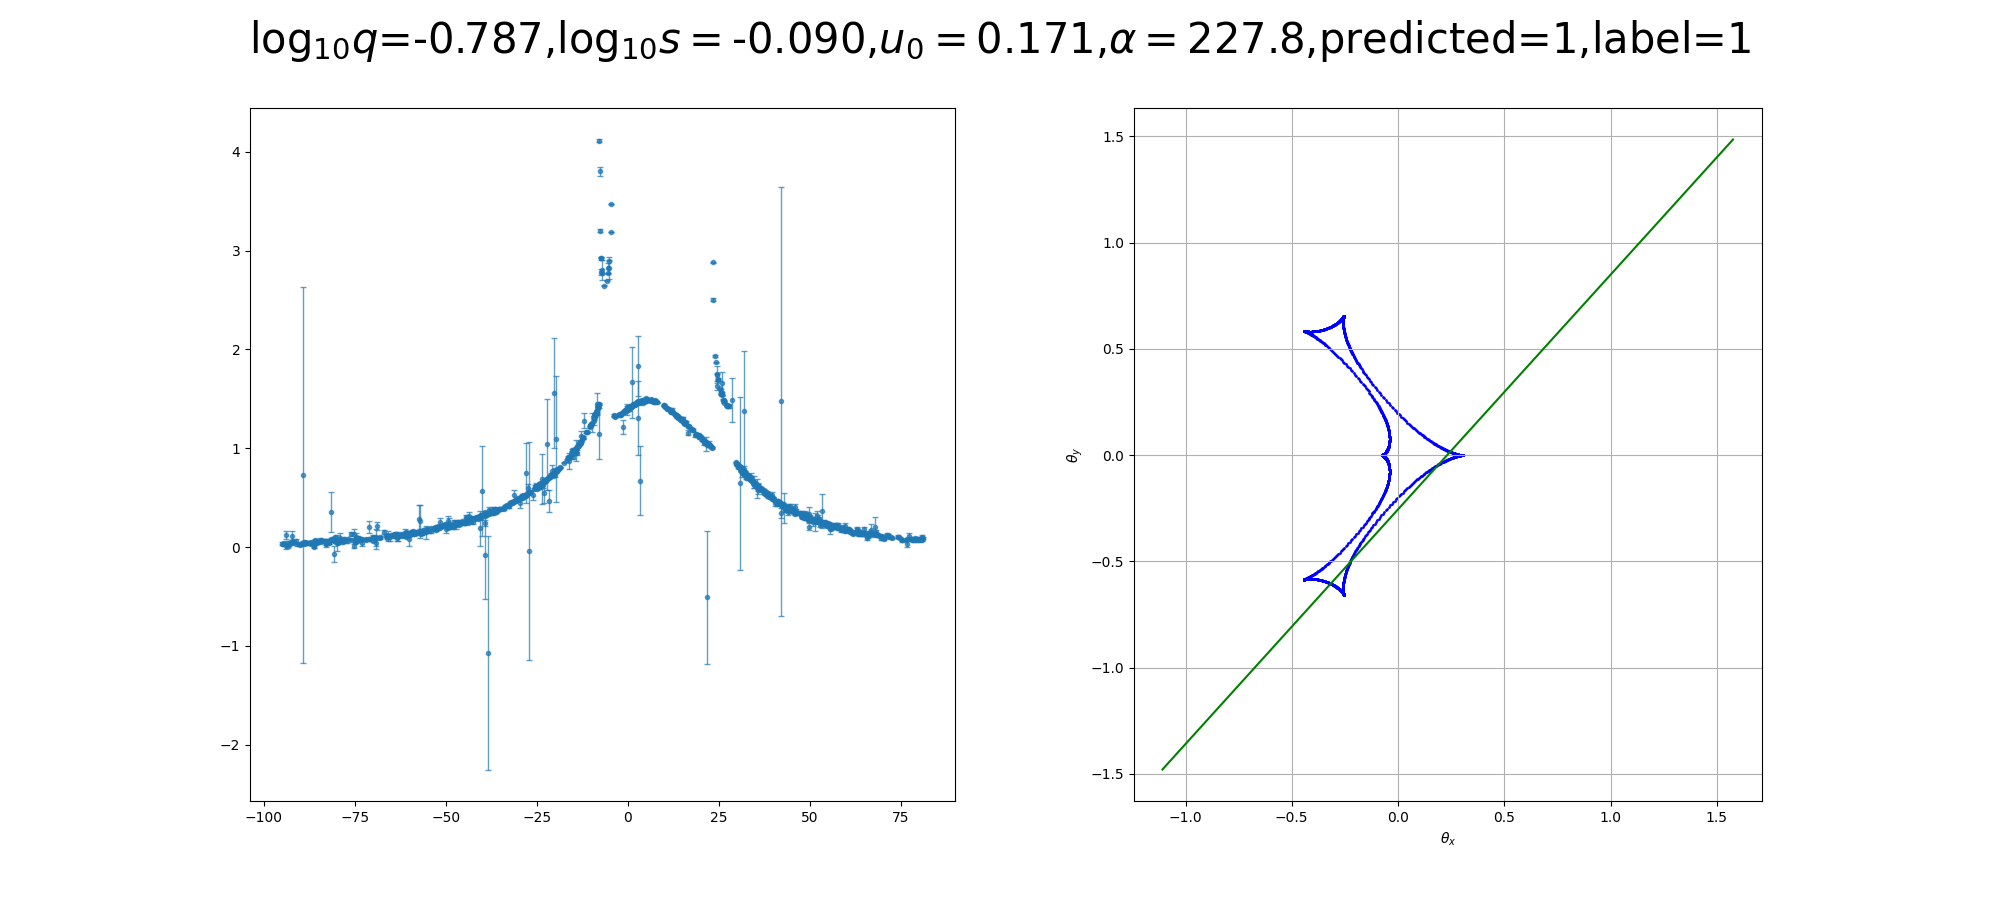 log₁₀q=-0.787,log₁₀s = -0.090,u₀ = 0.171,α = 227.8,predicted=1,label=1
4
3
2
1
0
−1
−2
−100 −75 −50 −25 0 25 50 75
1.5
1.0
0.5
0.0
−0.5
−1.0
−1.5
θy
−1.0 −0.5 0.0 0.5 1.0 1.5
θx